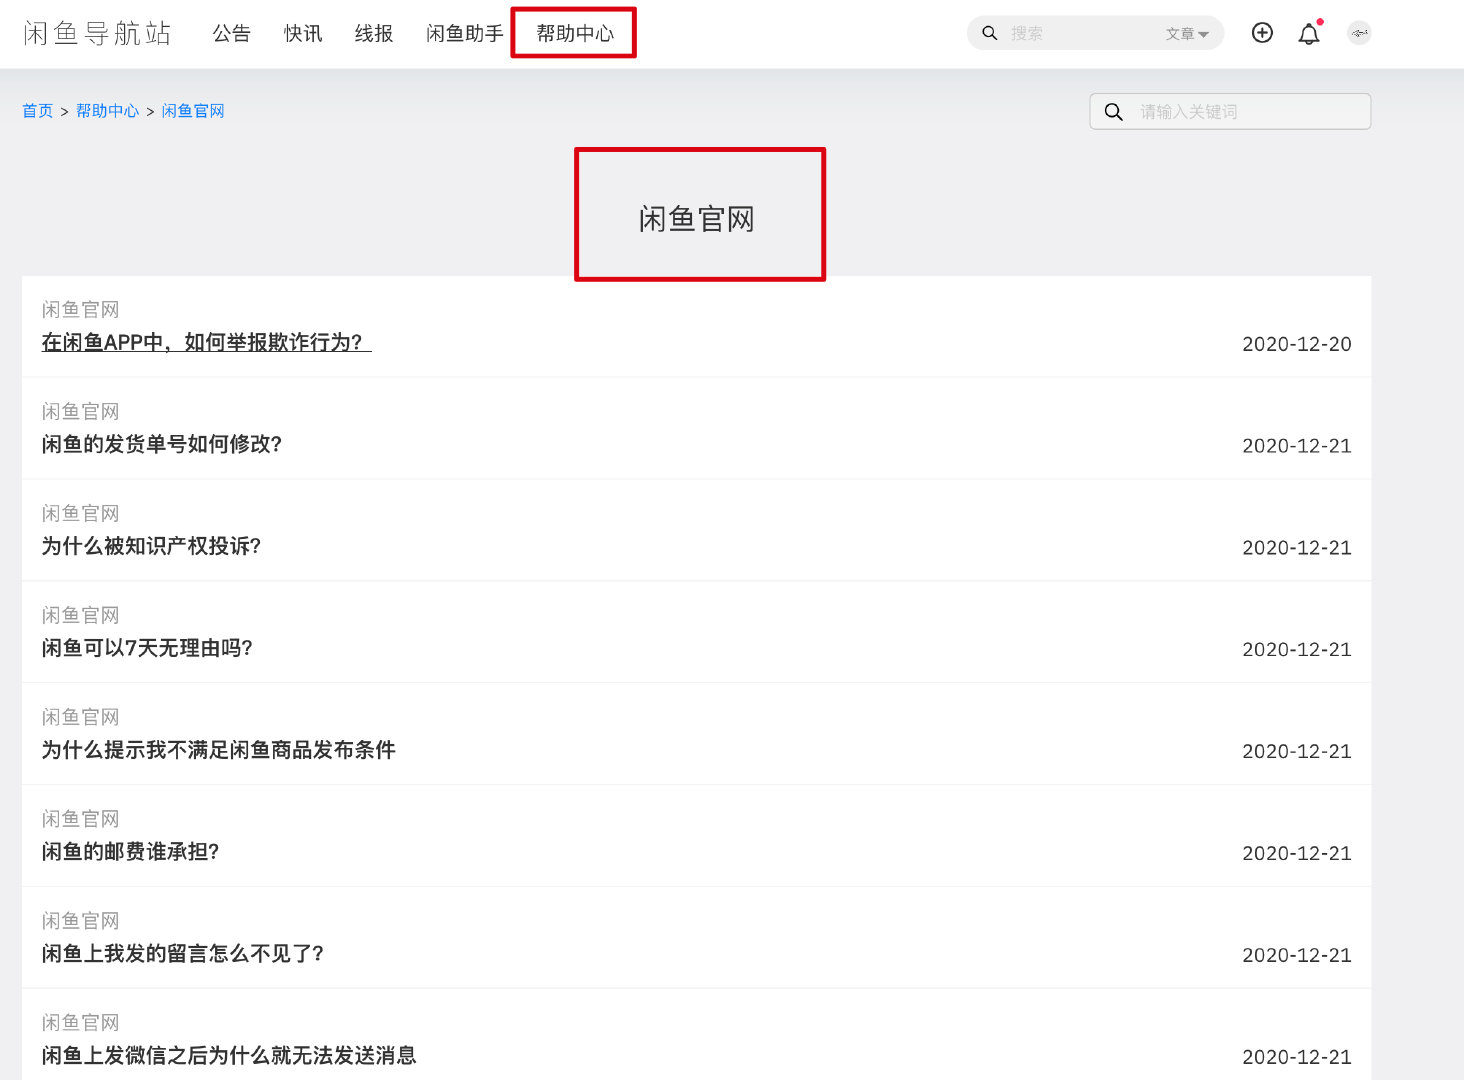 闲鱼导航站 公告 快讯 线报 闲鱼助手 帮助中心 搜索 文章
首页 > 帮助中心 > 闲鱼官网 请输入关键词
闲鱼官网
闲鱼官网
在闲鱼APP中，如何举报欺诈行为？ 2020-12-20
闲鱼官网
闲鱼的发货单号如何修改? 2020-12-21
闲鱼官网
为什么被知识产权投诉? 2020-12-21
闲鱼官网
闲鱼可以7天无理由吗? 2020-12-21
闲鱼官网
为什么提示我不满足闲鱼商品发布条件 2020-12-21
闲鱼官网
闲鱼的邮费谁承担? 2020-12-21
闲鱼官网
闲鱼上我发的留言怎么不见了? 2020-12-21
闲鱼官网
闲鱼上发微信之后为什么就无法发送消息 2020-12-21